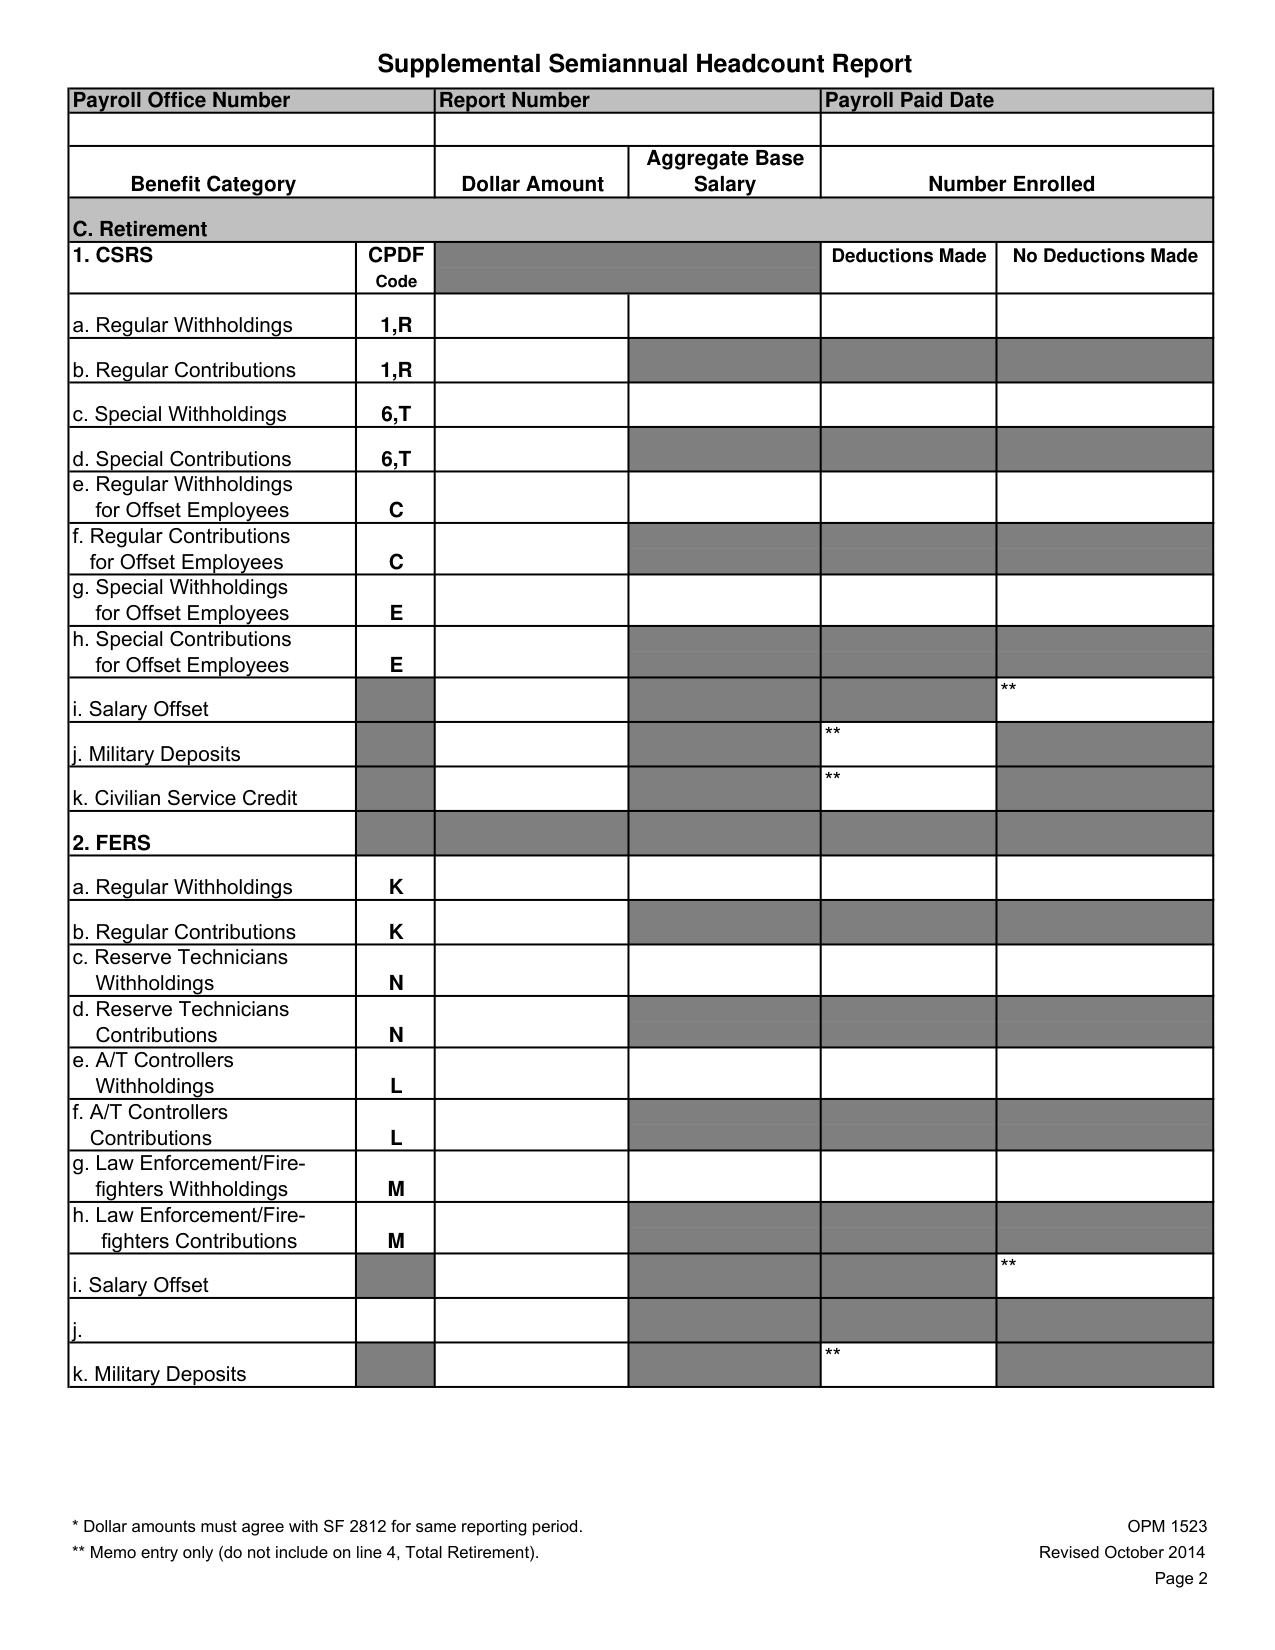 Supplemental Semiannual Headcount Report
Payroll Office Number Report Number Payroll Paid Date
Aggregate Base
Benefit Category Dollar Amount Salary Number Enrolled
C. Retirement
1. CSRS CPDF Deductions Made No Deductions Made
Code
a. Regular Withholdings 1,R
b. Regular Contributions 1,R
c. Special Withholdings 6,T
d. Special Contributions 6,T
e. Regular Withholdings
for Offset Employees C
f. Regular Contributions
for Offset Employees C
g. Special Withholdings
for Offset Employees E
h. Special Contributions
for Offset Employees E
**
i. Salary Offset
**
j. Military Deposits
**
k. Civilian Service Credit
2. FERS
a. Regular Withholdings K
b. Regular Contributions K
c. Reserve Technicians
Withholdings N
d. Reserve Technicians
Contributions N
e. A/T Controllers
Withholdings L
f. A/T Controllers
Contributions L
g. Law Enforcement/Fire-
fighters Withholdings M
h. Law Enforcement/Fire-
fighters Contributions M
**
i. Salary Offset
j.
**
k. Military Deposits
* Dollar amounts must agree with SF 2812 for same reporting period. OPM 1523
** Memo entry only (do not include on line 4, Total Retirement). Revised October 2014
Page 2